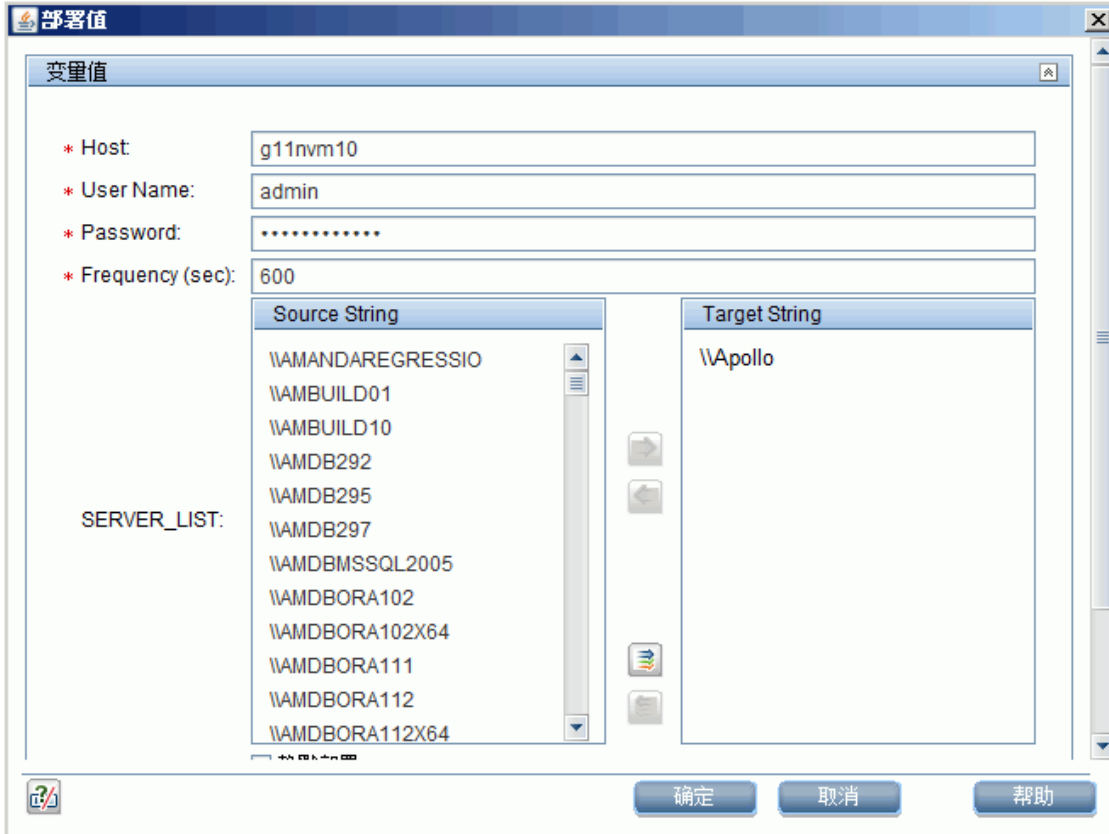 部署值
变量值
* Host: g11nvm10
* User Name: admin
* Password: ••••••••••••
* Frequency (sec): 600
Source String
Target String
\\AMANDAREGRESSIO
\\Apollo
\\AMBUILD01
\\AMBUILD10
\\AMDB292
\\AMDB295
SERVER_LIST:
\\AMDB297
\\AMDBMSSQL2005
\\AMDBORA102
\\AMDBORA102X64
\\AMDBORA111
\\AMDBORA112
\\AMDBORA112X64
确定
取消
帮助